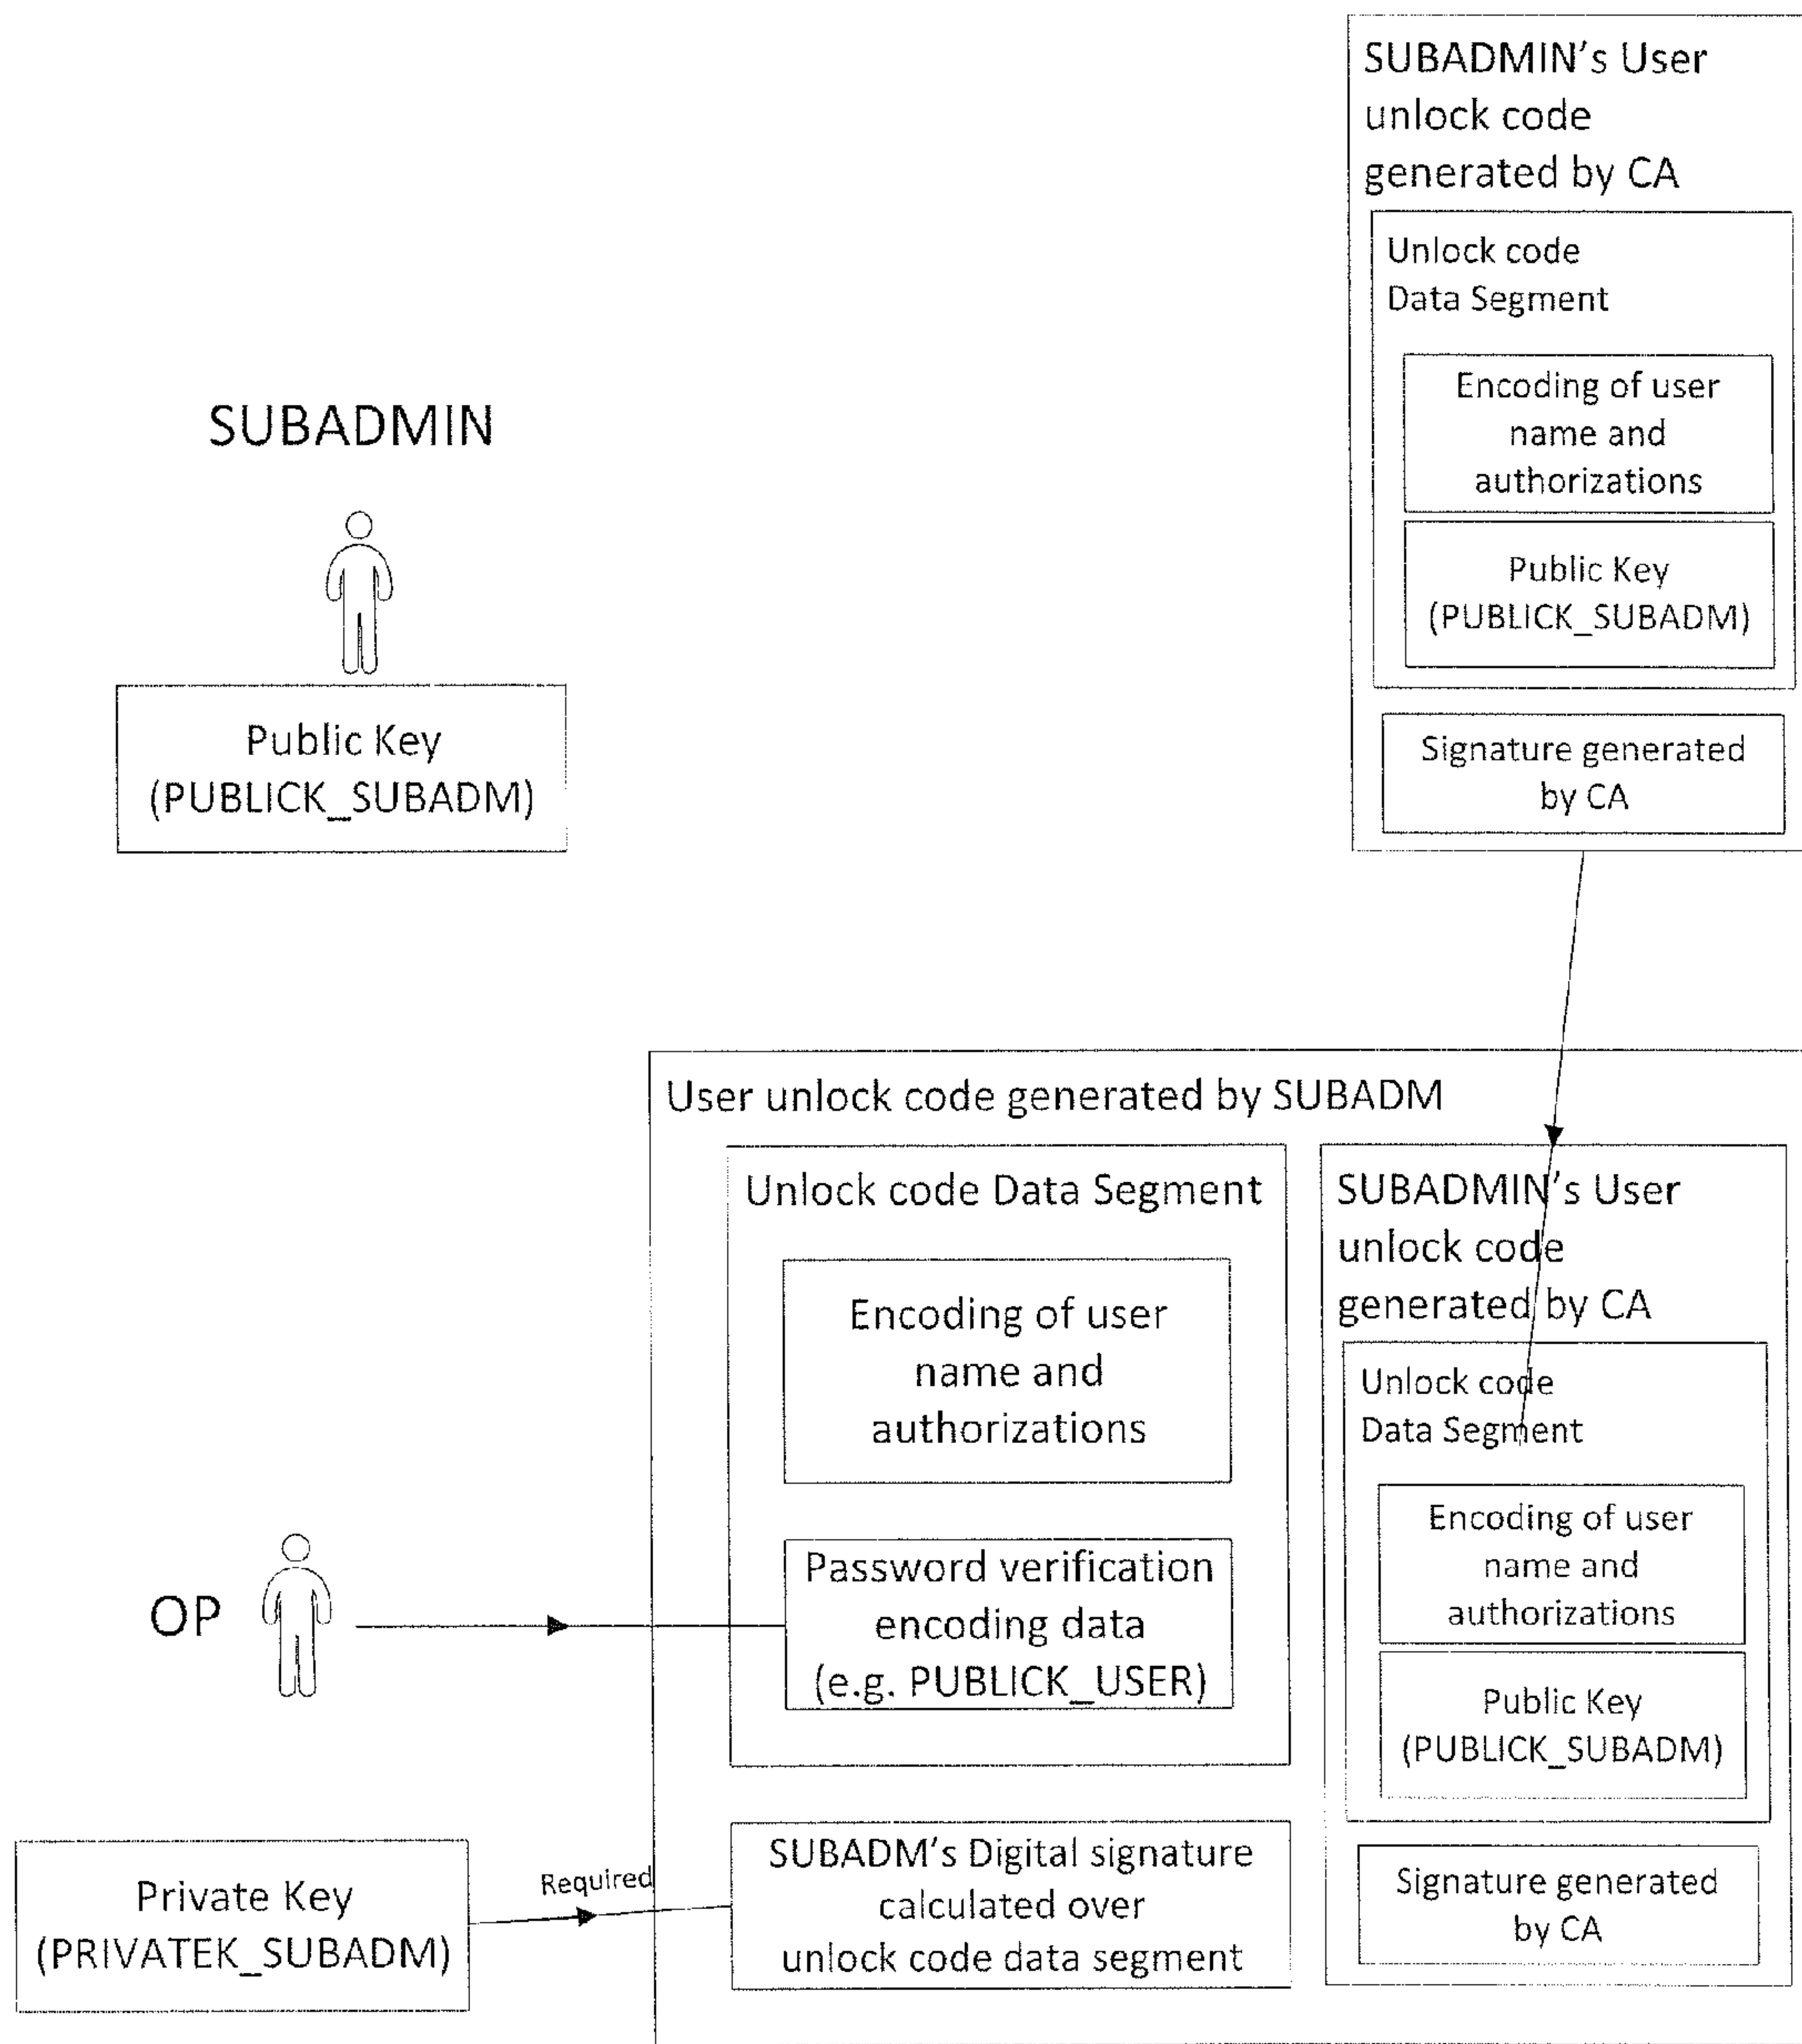 SUBADMIN's User
unlock code
generated by CA
Unlock code
Data Segment
Encoding of user
name and
authorizations
Public Key
(PUBLICK_SUBADM)
Signature generated
by CA
SUBADMIN
Public Key
(PUBLICK_SUBADM)
User unlock code generated by SUBADM
Unlock code Data Segment
Encoding of user
name and
authorizations
Password verification
encoding data
(e.g. PUBLICK_USER)
SUBADM's Digital signature
calculated over
unlock code data segment
SUBADMIN's User
unlock code
generated by CA
Unlock code
Data Segment
Encoding of user
name and
authorizations
Public Key
(PUBLICK_SUBADM)
Signature generated
by CA
OP
Private Key
(PRIVATEK_SUBADM)
Required